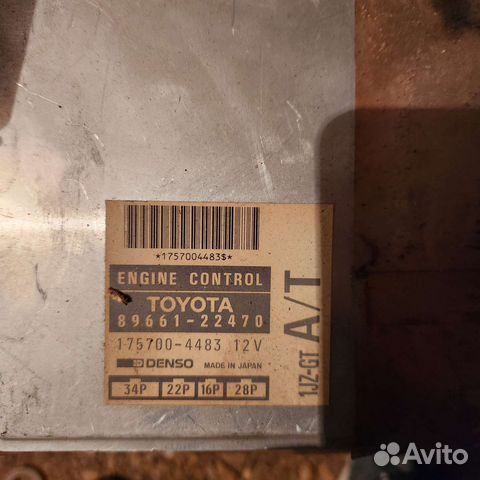 *1757004483$*
ENGINE CONTROL
TOYOTA
89661-22470
175700-4483 12V
DENSO MADE IN JAPAN
34P 22P 16P 28P
1JZ-GT A/T
Avito